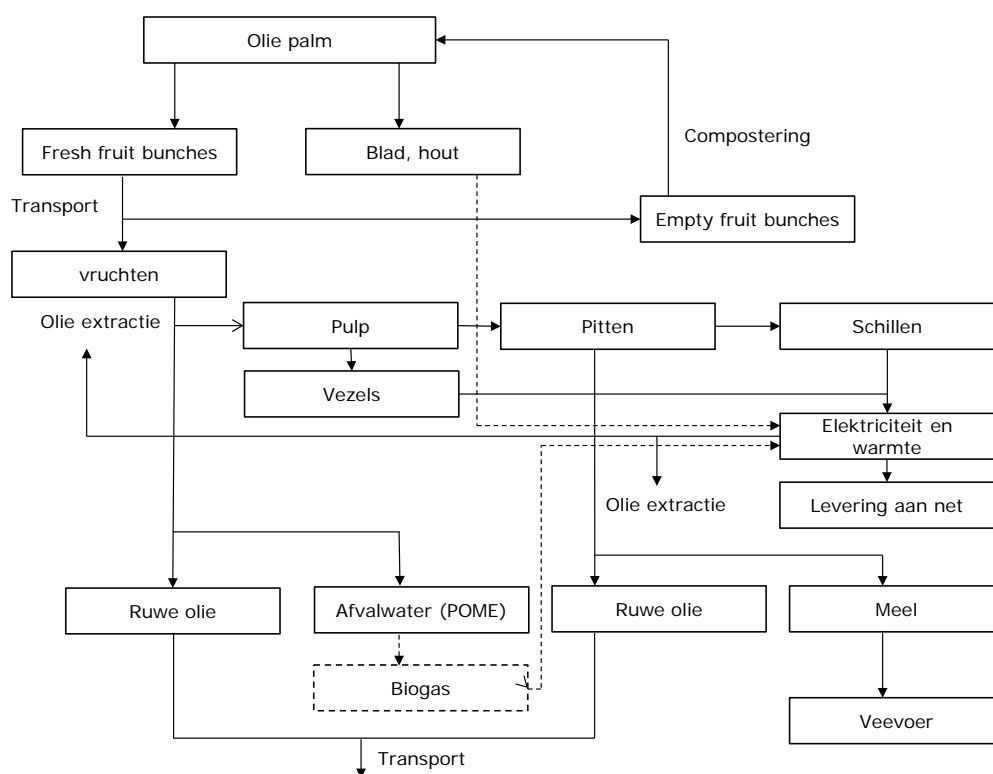 Olie palm
Fresh fruit bunches
Blad, hout
Compostering
Transport
Empty fruit bunches
vruchten
Olie extractie
Pulp
Pitten
Schillen
Vezels
Elektriciteit en
warmte
Olie extractie
Levering aan net
Ruwe olie
Afvalwater (POME)
Ruwe olie
Meel
Biogas
Veevoer
Transport